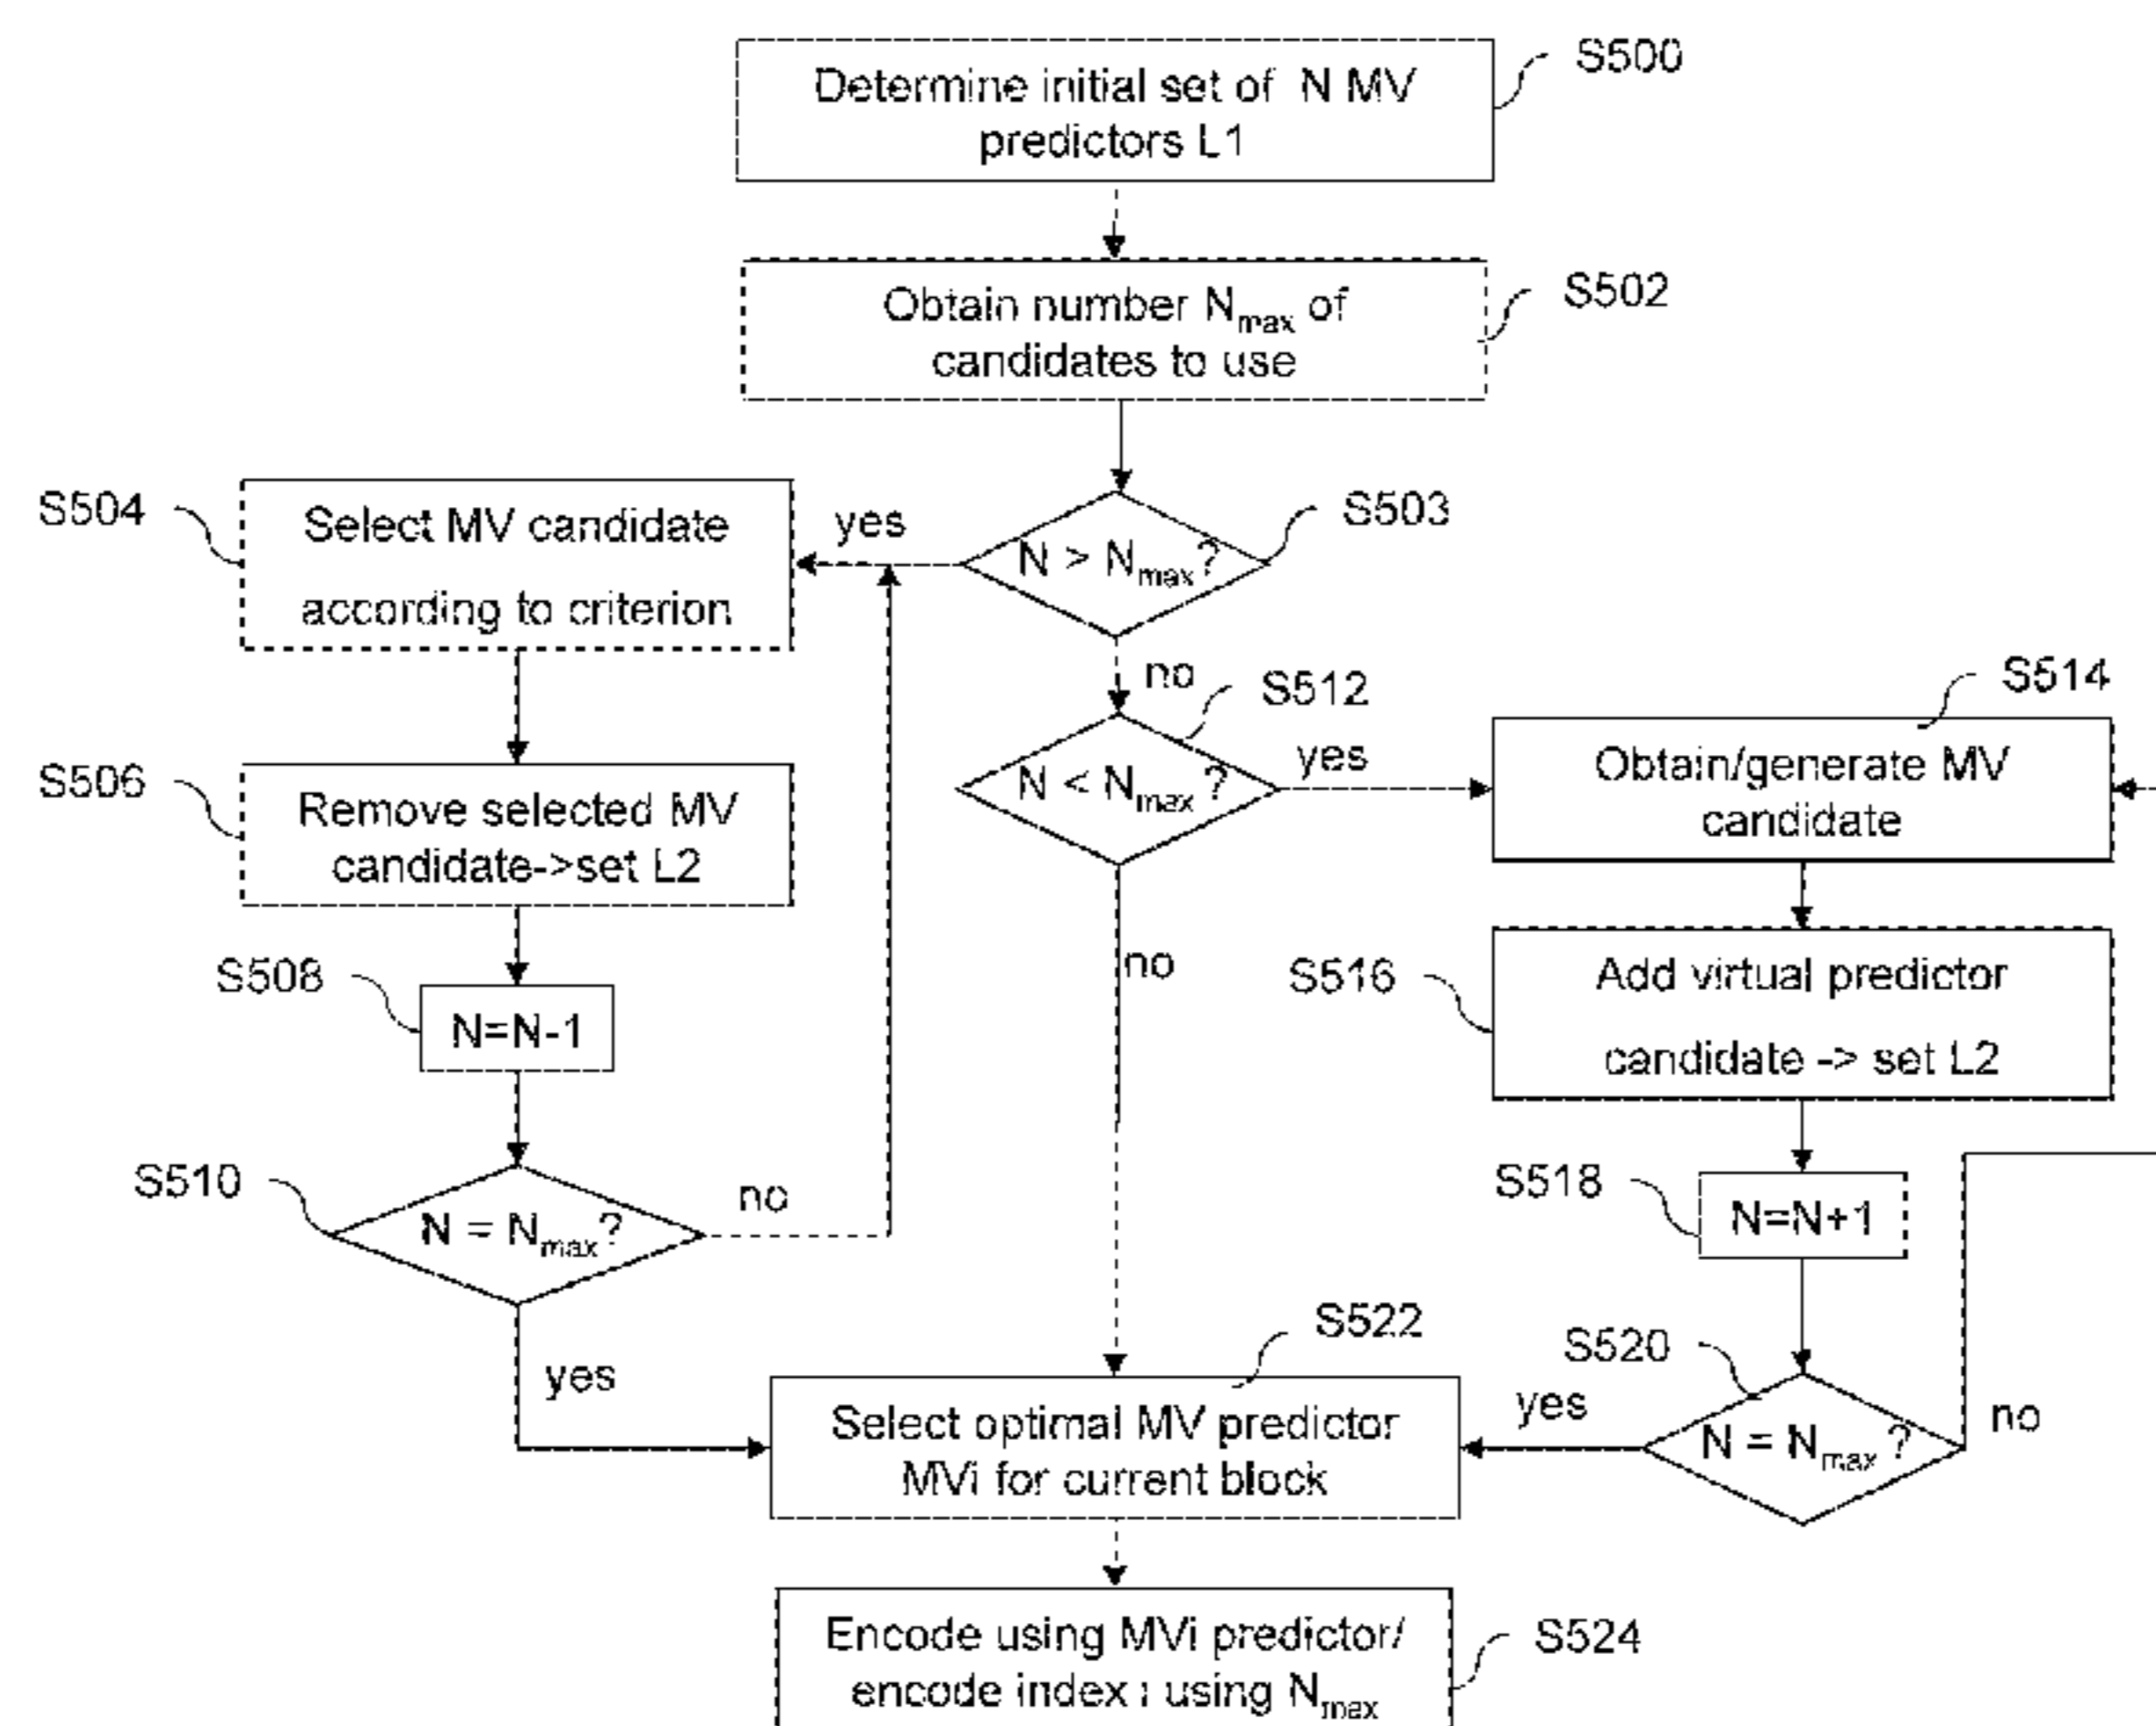 Determine initial set of N MV
predictors L1
S500
Obtain number Nmax of
candidates to use
S502
S504
Select MV candidate
according to criterion
yes
N > Nmax?
S503
no
S512
S514
S506
Remove selected MV
candidate->set L2
N < Nmax?
yes
Obtain/generate MV
candidate
S508
N=N-1
no
S516
Add virtual predictor
candidate -> set L2
S510
N = Nmax?
no
S518
N=N+1
yes
S522
Select optimal MV predictor
MVi for current block
yes
S520
N = Nmax?
no
Encode using MVi predictor/
encode index i using Nmax
S524